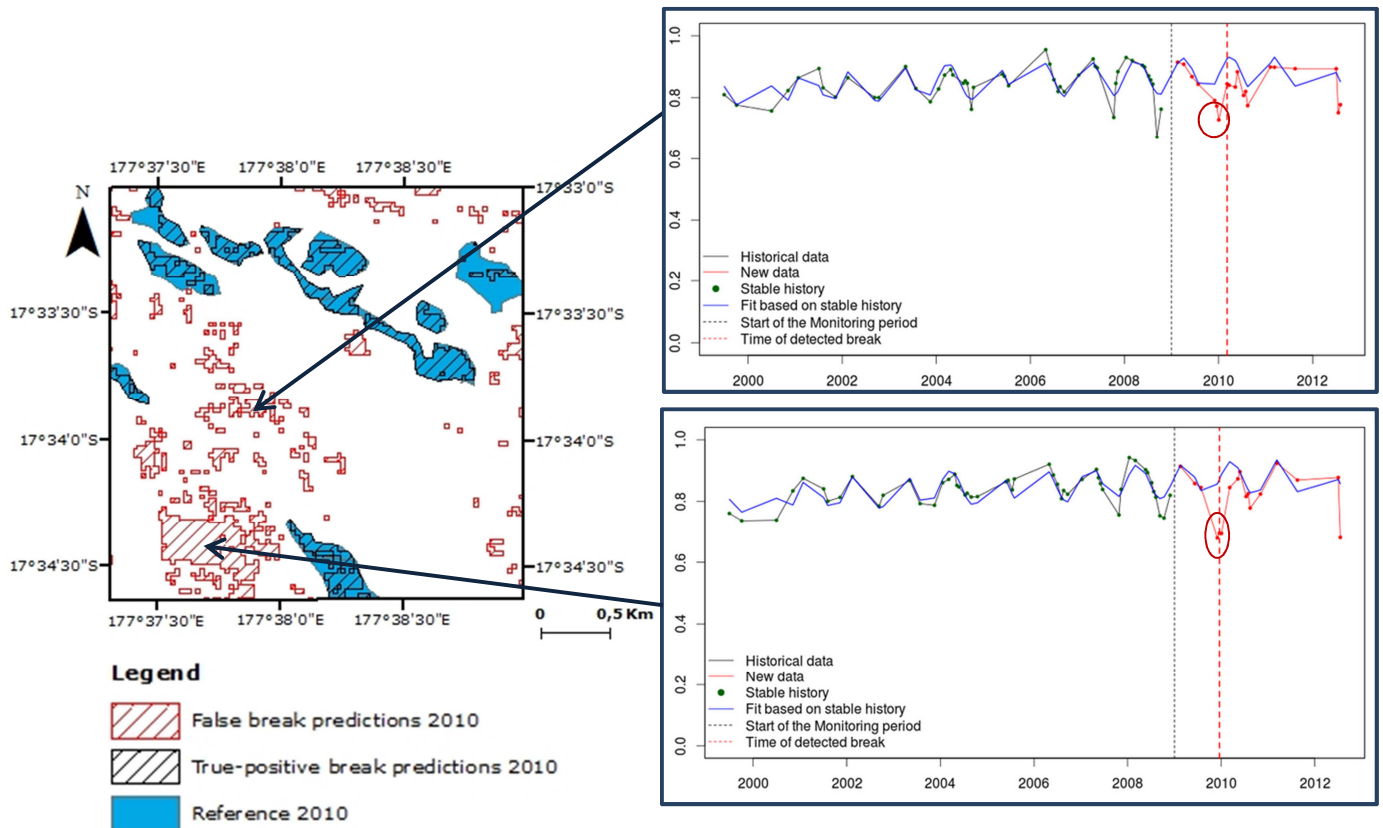 177°37'30"E 177°38'0"E 177°38'30"E
N
17°33'0"S
17°33'30"S 17°33'30"S
17°34'0"S 17°34'0"S
17°34'30"S 17°34'30"S
177°37'30"E 177°38'0"E 177°38'30"E
0 0,5 Km
Legend
False break predictions 2010
True-positive break predictions 2010
Reference 2010
1.0
0.8
0.6
0.4
0.2
0.0
Historical data
New data
Stable history
Fit based on stable history
Start of the Monitoring period
Time of detected break
2000 2002 2004 2006 2008 2010 2012
1.0
0.8
0.6
0.4
0.2
0.0
Historical data
New data
Stable history
Fit based on stable history
Start of the Monitoring period
Time of detected break
2000 2002 2004 2006 2008 2010 2012